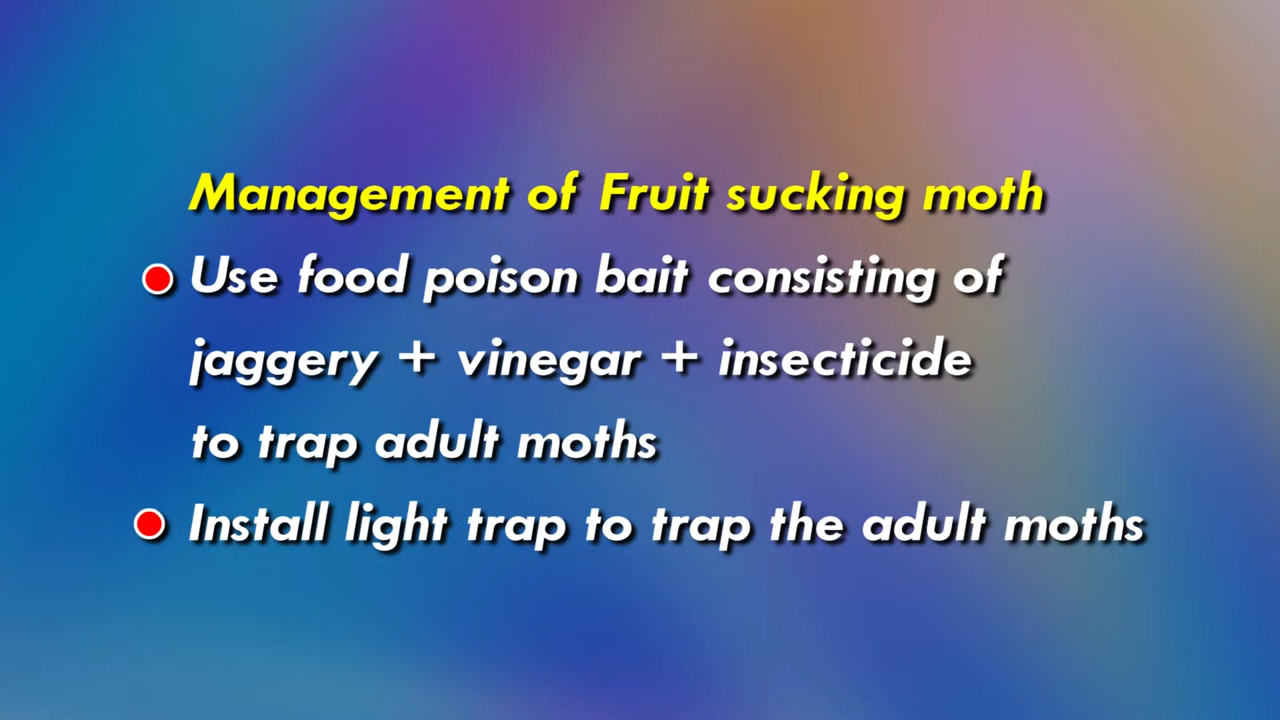 Management of Fruit sucking moth
Use food poison bait consisting of
jaggery + vinegar + insecticide
to trap adult moths
Install light trap to trap the adult moths